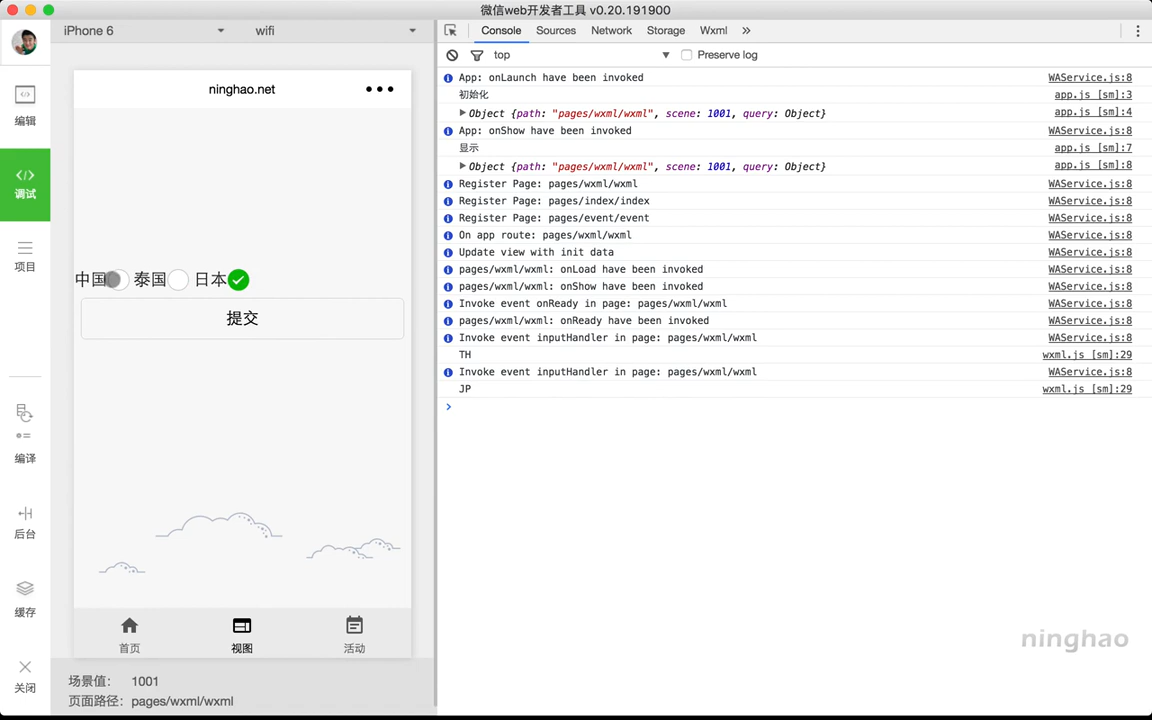 微信web开发者工具 v0.20.191900
iPhone 6
wifi
Console
Sources
Network
Storage
Wxml
»
top
Preserve log
编辑
调试
项目
编译
后台
缓存
关闭
ninghao.net
中国
泰国
日本
提交
首页
视图
活动
场景值： 1001
页面路径： pages/wxml/wxml
App: onLaunch have been invoked WAService.js:8
初始化 app.js [sm]:3
Object {path: "pages/wxml/wxml", scene: 1001, query: Object} app.js [sm]:4
App: onShow have been invoked WAService.js:8
显示 app.js [sm]:7
Object {path: "pages/wxml/wxml", scene: 1001, query: Object} app.js [sm]:8
Register Page: pages/wxml/wxml WAService.js:8
Register Page: pages/index/index WAService.js:8
Register Page: pages/event/event WAService.js:8
On app route: pages/wxml/wxml WAService.js:8
Update view with init data WAService.js:8
pages/wxml/wxml: onLoad have been invoked WAService.js:8
pages/wxml/wxml: onShow have been invoked WAService.js:8
Invoke event onReady in page: pages/wxml/wxml WAService.js:8
pages/wxml/wxml: onReady have been invoked WAService.js:8
Invoke event inputHandler in page: pages/wxml/wxml WAService.js:8
TH wxml.js [sm]:29
Invoke event inputHandler in page: pages/wxml/wxml WAService.js:8
JP wxml.js [sm]:29
ninghao